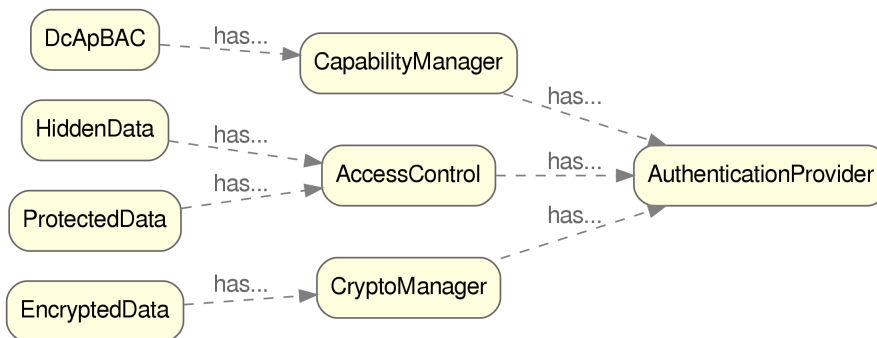 DcApBAC
has...
CapabilityManager
has...
HiddenData
has...
AccessControl
has...
AuthenticationProvider
ProtectedData
has...
has...
EncryptedData
has...
CryptoManager